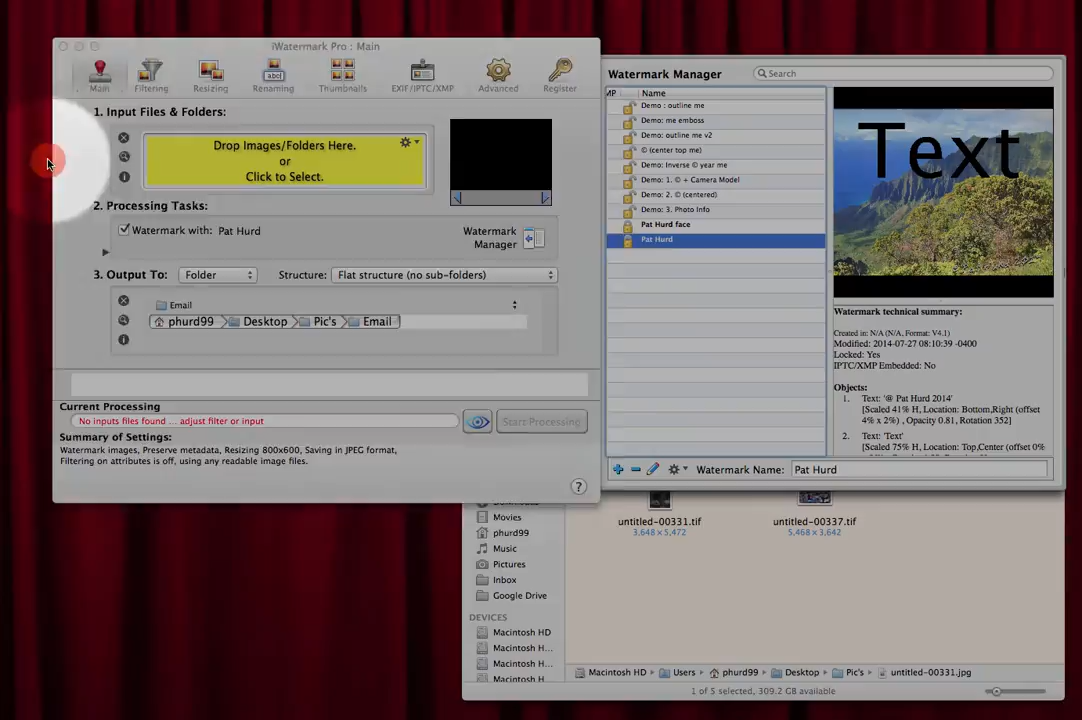 iWatermark Pro : Main
Main
Filtering
Resizing
Renaming
Thumbnails
EXIF/IPTC/XMP
Advanced
Register
1. Input Files & Folders:
Drop Images/Folders Here.
or
Click to Select.
2. Processing Tasks:
Watermark with: Pat Hurd
Watermark
Manager
3. Output To: Folder Structure: Flat structure (no sub-folders)
Email
phurd99 Desktop Pic's Email
Current Processing
No inputs files found ... adjust filter or input
Start Processing
Summary of Settings:
Watermark images, Preserve metadata, Resizing 800x600, Saving in JPEG format,
Filtering on attributes is off, using any readable image files.
?
Watermark Manager
Search
MP Name
Demo : outline me
Demo: me emboss
Demo: outline me v2
© (center top me)
Demo: Inverse © year me
Demo: 1. © + Camera Model
Demo: 2. © (centered)
Demo: 3. Photo Info
Pat Hurd face
Pat Hurd
Text
Watermark technical summary:
Created in: N/A (N/A, Format: V4.1)
Modified: 2014-07-27 08:10:39 -0400
Locked: Yes
IPTC/XMP Embedded: No
Objects:
1. Text: '@ Pat Hurd 2014'
[Scaled 41% H, Location: Bottom,Right (offset
4% x 2%) , Opacity 0.81, Rotation 352]
2. Text: 'Text'
[Scaled 75% H, Location: Top,Center (offset 0%
Watermark Name: Pat Hurd
Movies
phurd99
Music
Pictures
Inbox
Google Drive
DEVICES
Macintosh HD
Macintosh H...
Macintosh H...
Macintosh H
untitled-00331.tif
3,648 × 5,472
untitled-00337.tif
5,468 × 3,642
Macintosh HD Users phurd99 Desktop Pic's untitled-00331.jpg
1 of 5 selected, 309.2 GB available